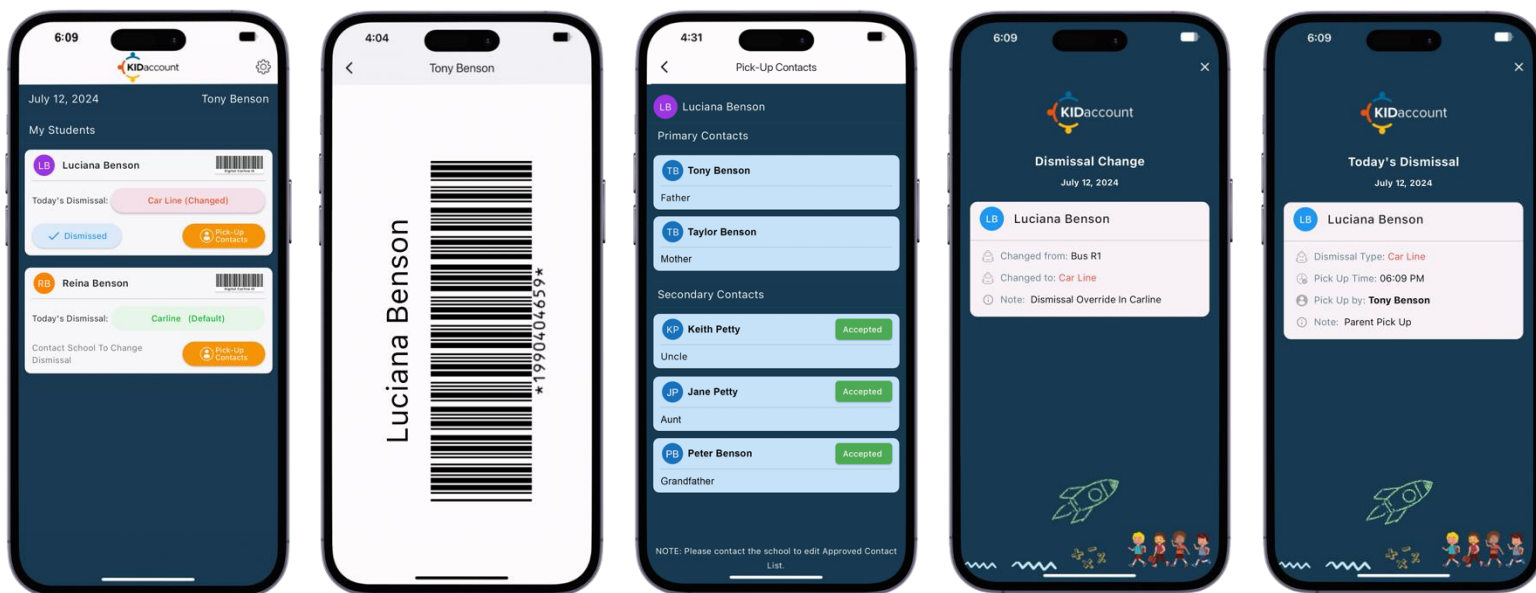 6:09
KIDaccount
July 12, 2024 Tony Benson
My Students
LB Luciana Benson
Digital Carline ID
Today's Dismissal: Car Line (Changed)
Dismissed Pick-Up Contacts
RB Reina Benson
Digital Carline ID
Today's Dismissal: Carline (Default)
Contact School To Change Dismissal
Pick-Up Contacts
4:04
Tony Benson
Luciana Benson
*1990404659*
4:31
Pick-Up Contacts
LB Luciana Benson
Primary Contacts
TB Tony Benson
Father
TB Taylor Benson
Mother
Secondary Contacts
KP Keith Petty Accepted
Uncle
JP Jane Petty Accepted
Aunt
PB Peter Benson Accepted
Grandfather
NOTE: Please contact the school to edit Approved Contact
List.
6:09
KIDaccount
Dismissal Change
July 12, 2024
LB Luciana Benson
Changed from: Bus R1
Changed to: Car Line
Note: Dismissal Override In Carline
6:09
KIDaccount
Today's Dismissal
July 12, 2024
LB Luciana Benson
Dismissal Type: Car Line
Pick Up Time: 06:09 PM
Pick Up by: Tony Benson
Note: Parent Pick Up